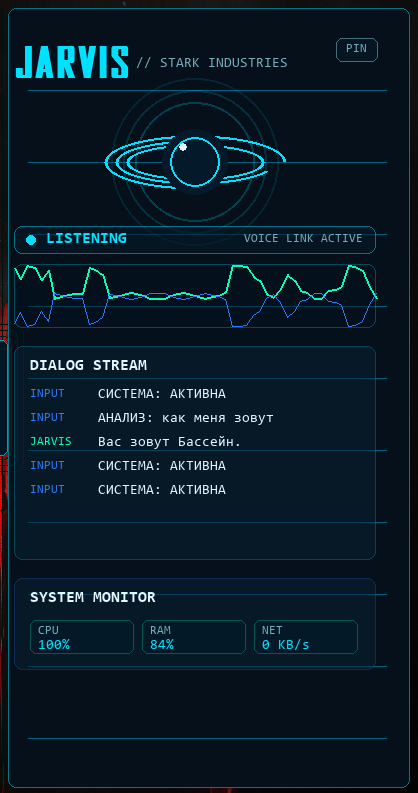 JARVIS // STARK INDUSTRIES PIN
LISTENING VOICE LINK ACTIVE
DIALOG STREAM
INPUT СИСТЕМА: АКТИВНА
INPUT АНАЛИЗ: как меня зовут
JARVIS Вас зовут Бассейн.
INPUT СИСТЕМА: АКТИВНА
INPUT СИСТЕМА: АКТИВНА
SYSTEM MONITOR
CPU RAM NET
100% 84% 0 KB/s